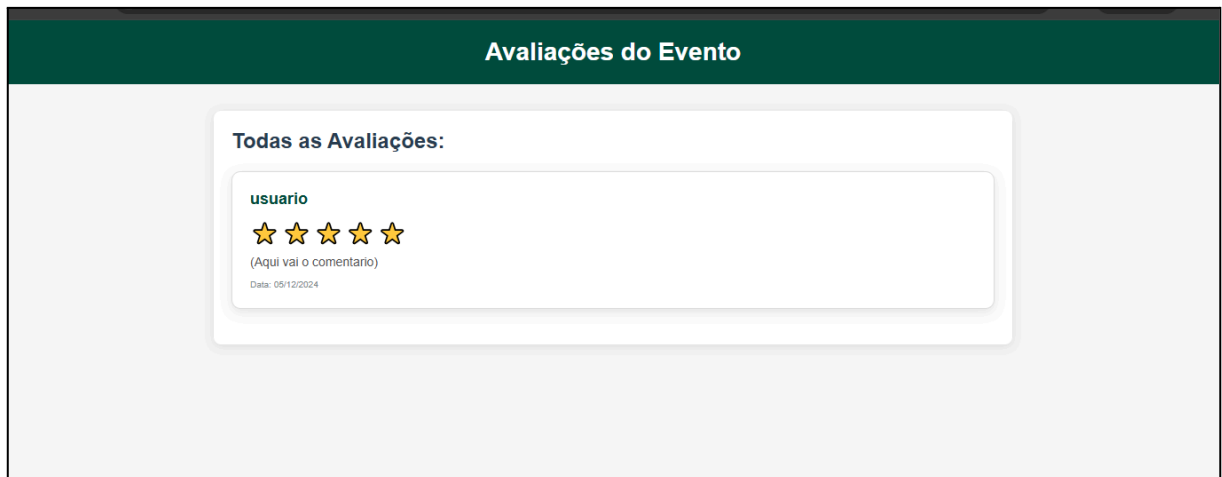 Avaliações do Evento
Todas as Avaliações:
usuario
(Aqui vai o comentario)
Data: 05/12/2024